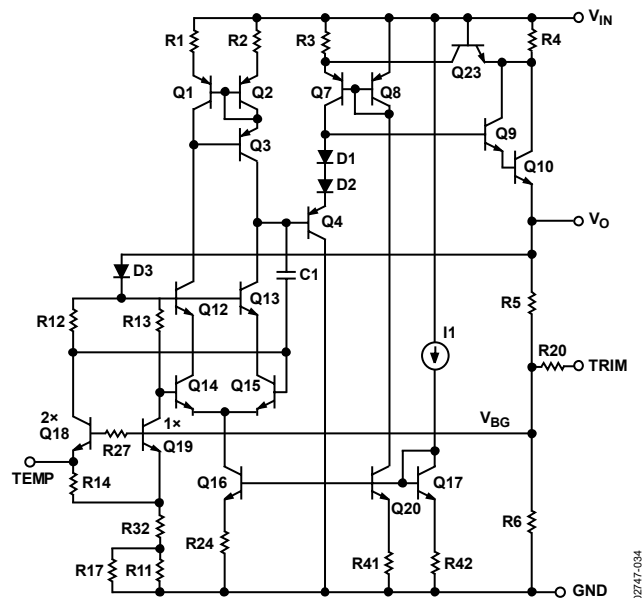 R1
R2
R3
VIN
R4
Q23
Q1
Q2
Q7
Q8
Q3
Q9
D1
Q10
D2
Q4
VO
D3
C1
Q12
Q13
R12
R13
R5
I1
R20
TRIM
Q14
Q15
2×
Q18
1×
R27
Q19
VBG
TEMP
R14
Q16
Q20
Q17
R32
R24
R6
R17
R11
R41
R42
GND
02747-034